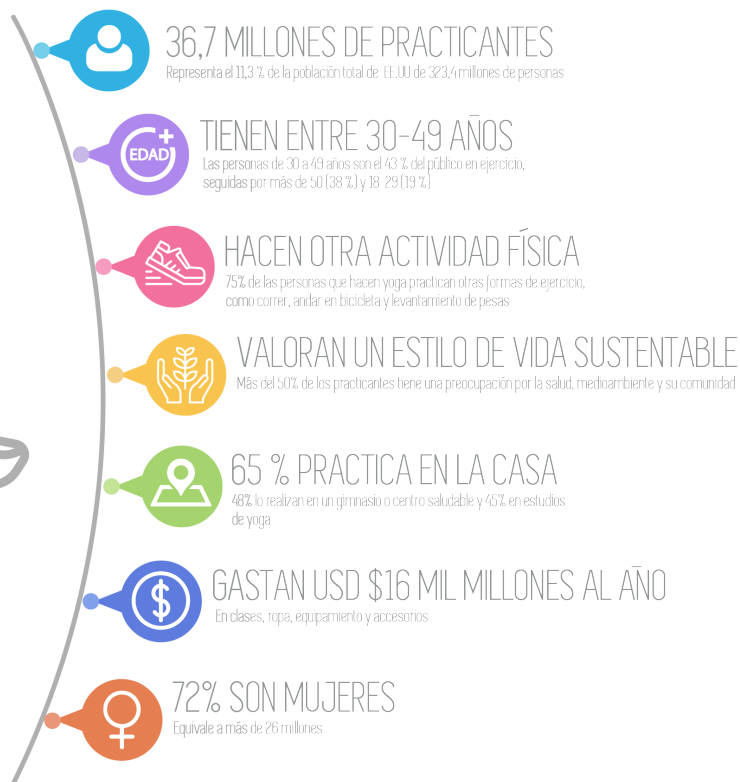 36,7 MILLONES DE PRACTICANTES
Representa el 11,3 % de la población total de EE.UU de 323,4 millones de personas
EDAD
TIENEN ENTRE 30-49 AÑOS
Las personas de 30 a 49 años son el 43 % del público en ejercicio,
seguidas por más de 50 (38 %) y 18-29 (19 %)
HACEN OTRA ACTIVIDAD FÍSICA
75% de las personas que hacen yoga practican otras formas de ejercicio,
como correr, andar en bicicleta y levantamiento de pesas
VALORAN UN ESTILO DE VIDA SUSTENTABLE
Más del 50% de los practicantes tiene una preocupación por la salud, medioambiente y su comunidad
65 % PRACTICA EN LA CASA
48% lo realizan en un gimnasio o centro saludable y 45% en estudios
de yoga
$
GASTAN USD $16 MIL MILLONES AL AÑO
En clases, ropa, equipamiento y accesorios
72% SON MUJERES
Equivale a más de 26 millones